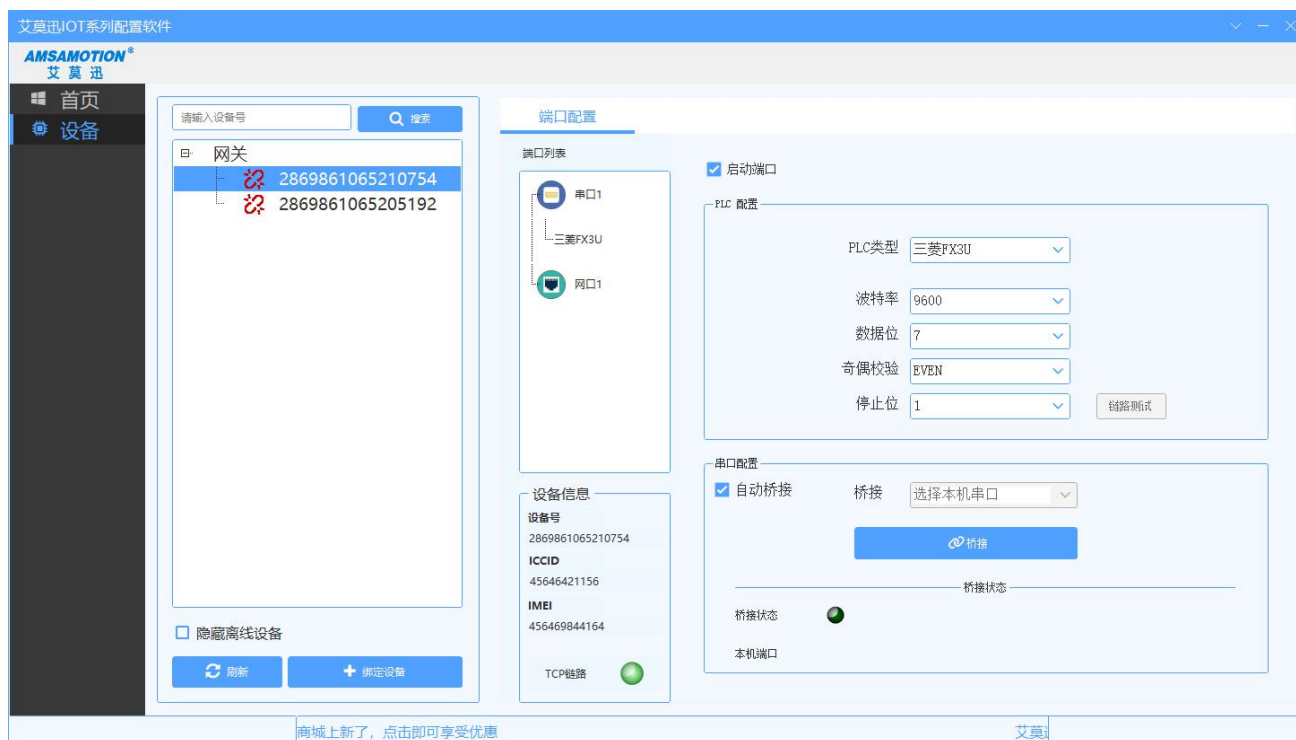 艾莫迅IOT系列配置软件
AMSAMOTION®
艾莫迅
首页
设备
请输入设备号
搜索
网关
2869861065210754
2869861065205192
隐藏离线设备
刷新
绑定设备
端口配置
端口列表
串口1
三菱FX3U
网口1
设备信息
设备号
2869861065210754
ICCID
45646421156
IMEI
456469844164
TCP链路
启动端口
PLC 配置
PLC类型 三菱FX3U
波特率 9600
数据位 7
奇偶校验 EVEN
停止位 1 链路测试
串口配置
自动桥接 桥接 选择本机串口
桥接
桥接状态
桥接状态
本机端口
商城上新了，点击即可享受优惠
艾莫